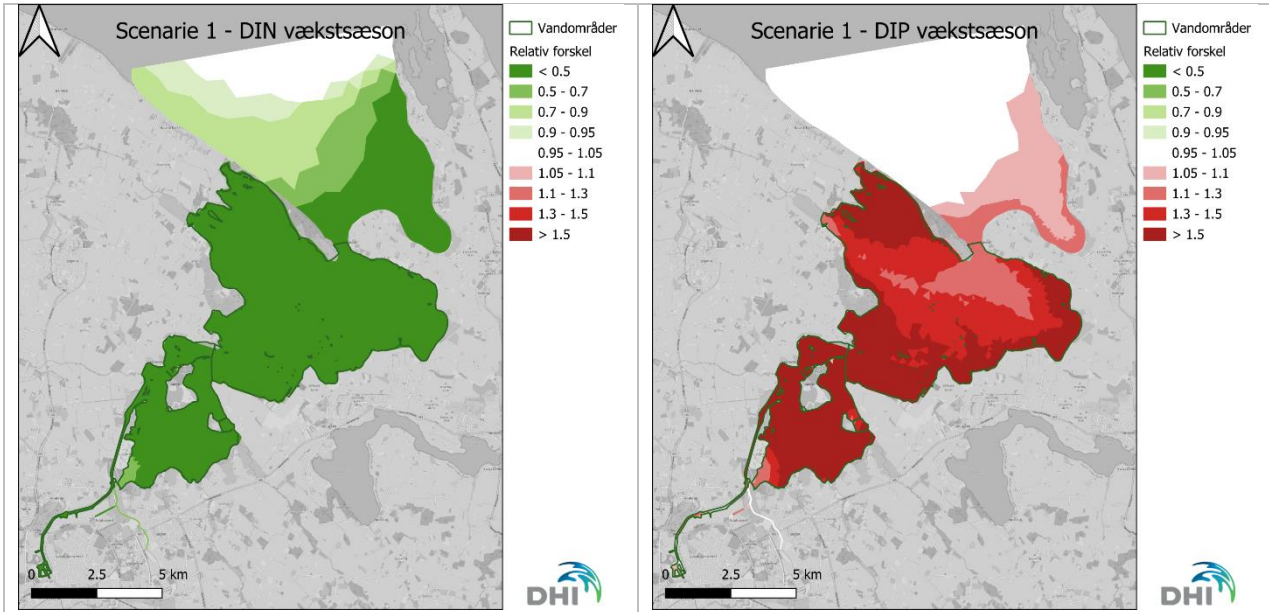 Scenarie 1 - DIN vækstsæson
Vandområder
Relativ forskel
< 0.5
0.5 - 0.7
0.7 - 0.9
0.9 - 0.95
0.95 - 1.05
1.05 - 1.1
1.1 - 1.3
1.3 - 1.5
> 1.5
0 2.5 5 km
DHI
Scenarie 1 - DIP vækstsæson
Vandområder
Relativ forskel
< 0.5
0.5 - 0.7
0.7 - 0.9
0.9 - 0.95
0.95 - 1.05
1.05 - 1.1
1.1 - 1.3
1.3 - 1.5
> 1.5
0 2.5 5 km
DHI